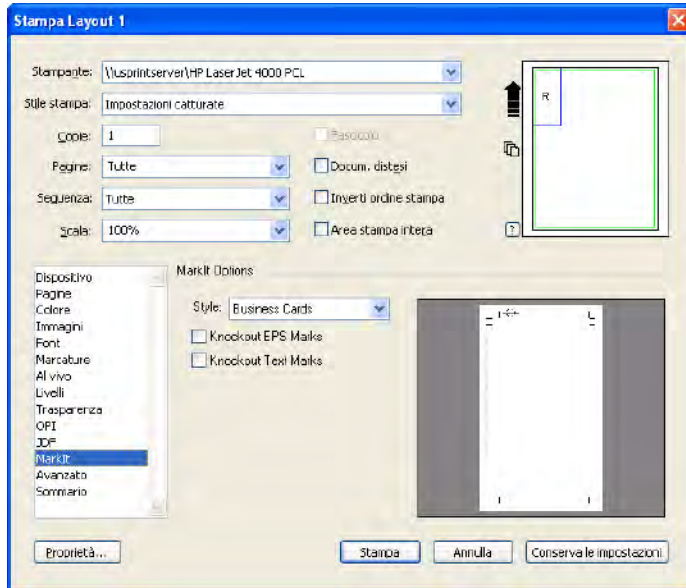 Stampa Layout 1
Stampante: \\usprintserver\HP LaserJet 4000 PCL
Stile stampa: Impostazioni catturate
Copie: 1 Fascicolo
Pagine: Tutte Docum. distesi
Sequenza: Tutte Inverti ordine stampa
Scala: 100% Area stampa intera
R
?
Dispositivo
Pagine
Colore
Immagini
Font
Marcature
Al vivo
Livelli
Trasparenza
OPI
JDF
MarkIt
Avanzato
Sommario
MarkIt Options
Style: Business Cards
Knockout EPS Marks
Knockout Text Marks
Proprietà... Stampa Annulla Conserva le impostazioni